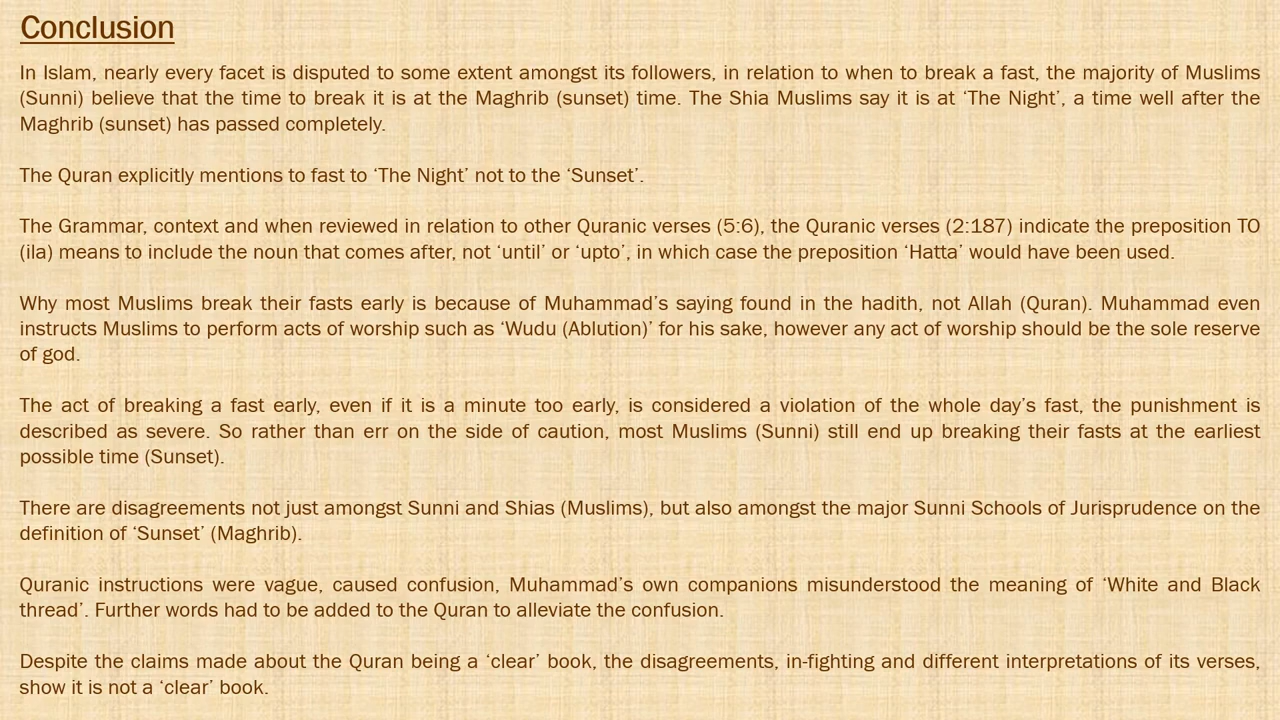 Conclusion
In Islam, nearly every facet is disputed to some extent amongst its followers, in relation to when to break a fast, the majority of Muslims
(Sunni) believe that the time to break it is at the Maghrib (sunset) time. The Shia Muslims say it is at ‘The Night’, a time well after the
Maghrib (sunset) has passed completely.
The Quran explicitly mentions to fast to ‘The Night’ not to the ‘Sunset’.
The Grammar, context and when reviewed in relation to other Quranic verses (5:6), the Quranic verses (2:187) indicate the preposition TO
(ila) means to include the noun that comes after, not ‘until’ or ‘upto’, in which case the preposition ‘Hatta’ would have been used.
Why most Muslims break their fasts early is because of Muhammad’s saying found in the hadith, not Allah (Quran). Muhammad even
instructs Muslims to perform acts of worship such as ‘Wudu (Ablution)’ for his sake, however any act of worship should be the sole reserve
of god.
The act of breaking a fast early, even if it is a minute too early, is considered a violation of the whole day’s fast, the punishment is
described as severe. So rather than err on the side of caution, most Muslims (Sunni) still end up breaking their fasts at the earliest
possible time (Sunset).
There are disagreements not just amongst Sunni and Shias (Muslims), but also amongst the major Sunni Schools of Jurisprudence on the
definition of ‘Sunset’ (Maghrib).
Quranic instructions were vague, caused confusion, Muhammad’s own companions misunderstood the meaning of ‘White and Black
thread’. Further words had to be added to the Quran to alleviate the confusion.
Despite the claims made about the Quran being a ‘clear’ book, the disagreements, in-fighting and different interpretations of its verses,
show it is not a ‘clear’ book.